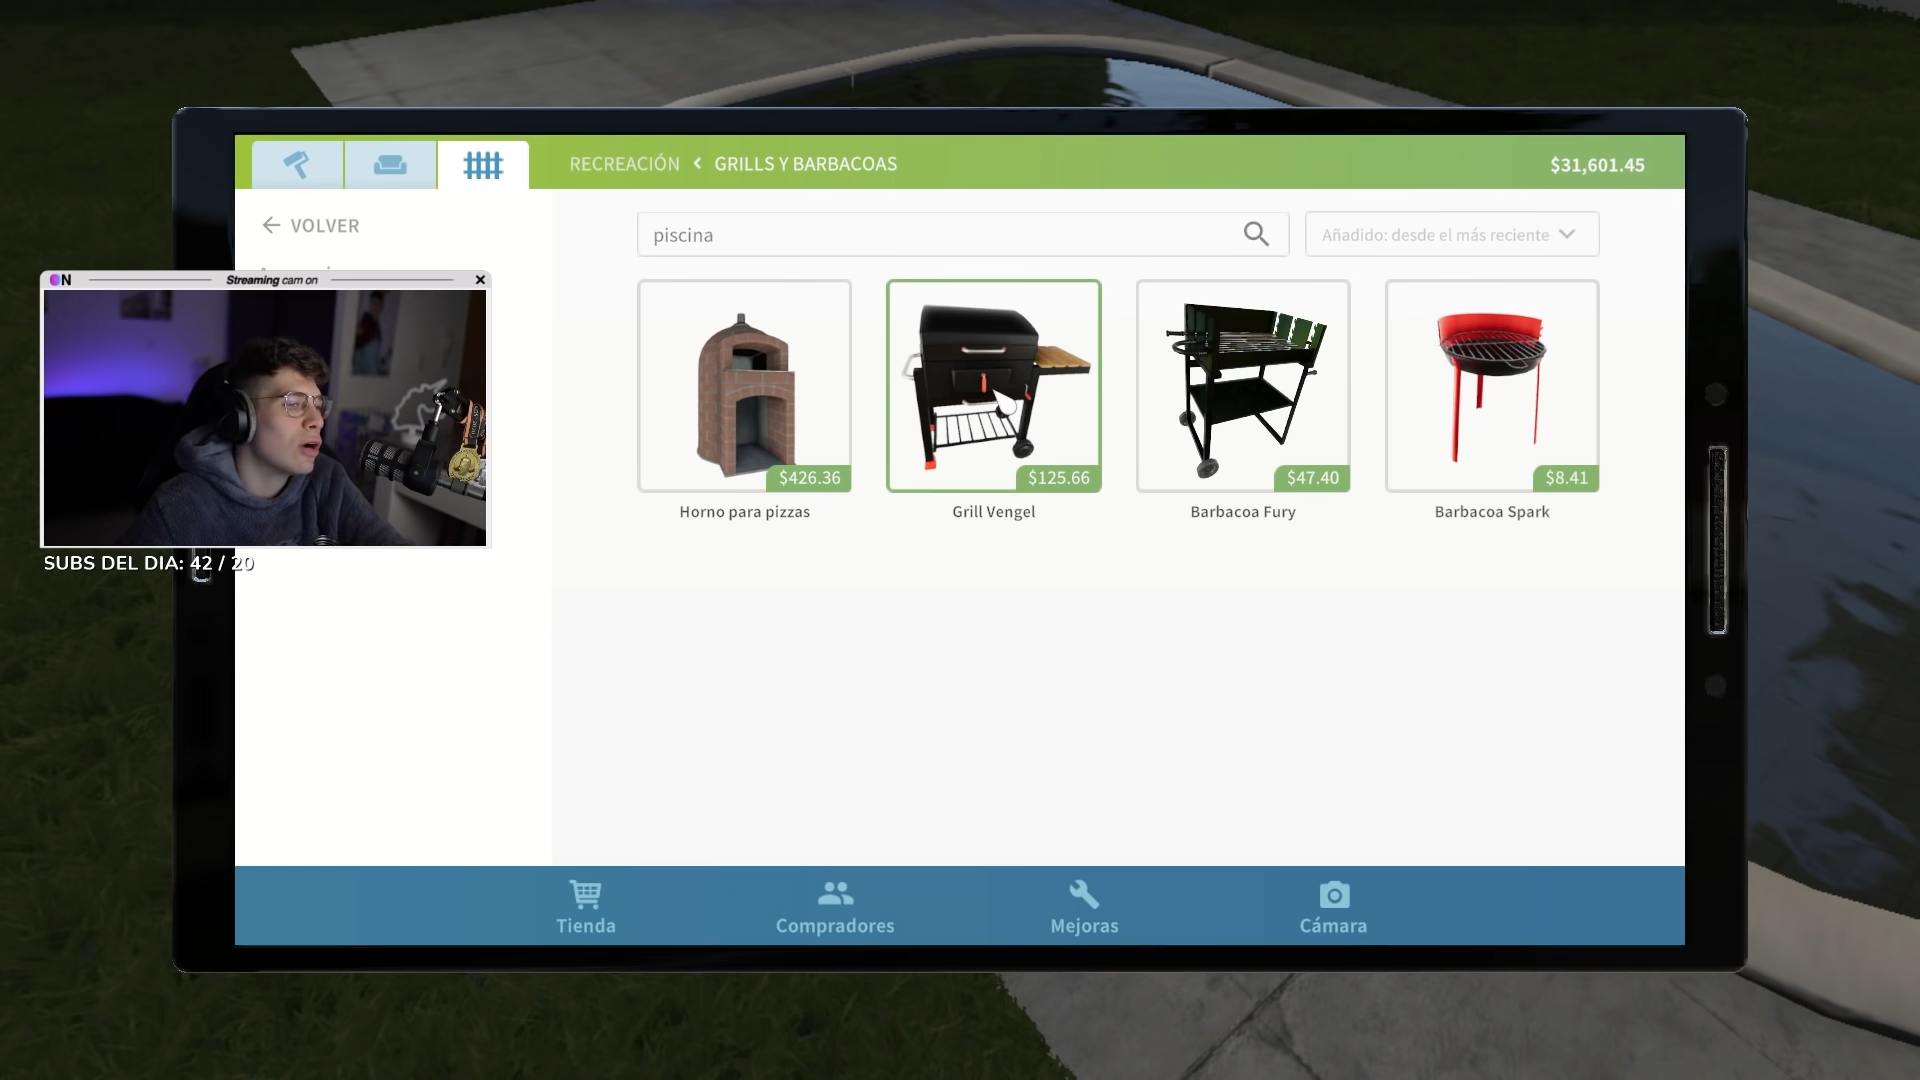 RECREACIÓN < GRILLS Y BARBACOAS
$31,601.45
VOLVER
piscina
Añadido: desde el más reciente
ON
Streaming cam on
SUBS DEL DIA: 42 / 20
$426.36
$125.66
$47.40
$8.41
Horno para pizzas
Grill Vengel
Barbacoa Fury
Barbacoa Spark
Tienda
Compradores
Mejoras
Cámara